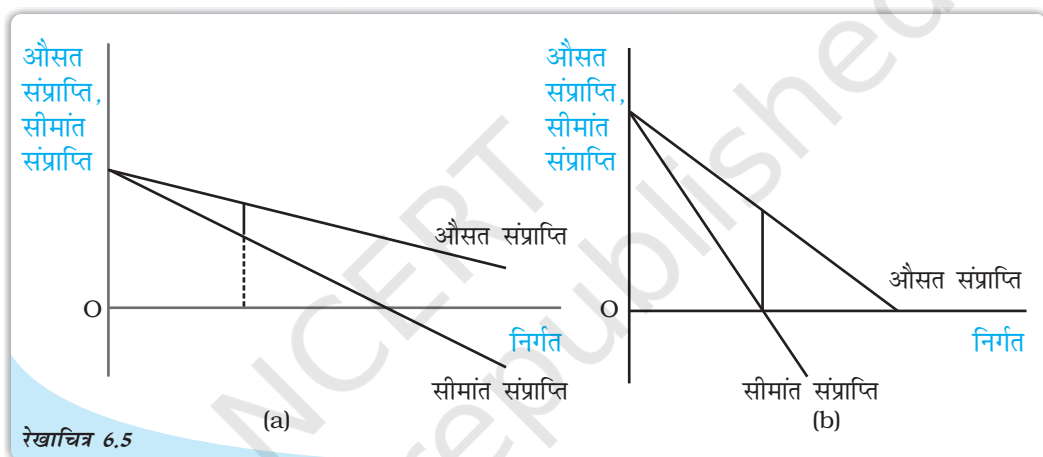 औसत
संप्राप्ति,
सीमांत
संप्राप्ति
औसत संप्राप्ति
O
निर्गत
सीमांत संप्राप्ति
(a)
औसत
संप्राप्ति,
सीमांत
संप्राप्ति
औसत संप्राप्ति
O
निर्गत
सीमांत संप्राप्ति
(b)
रेखाचित्र 6.5
NCERT
republished